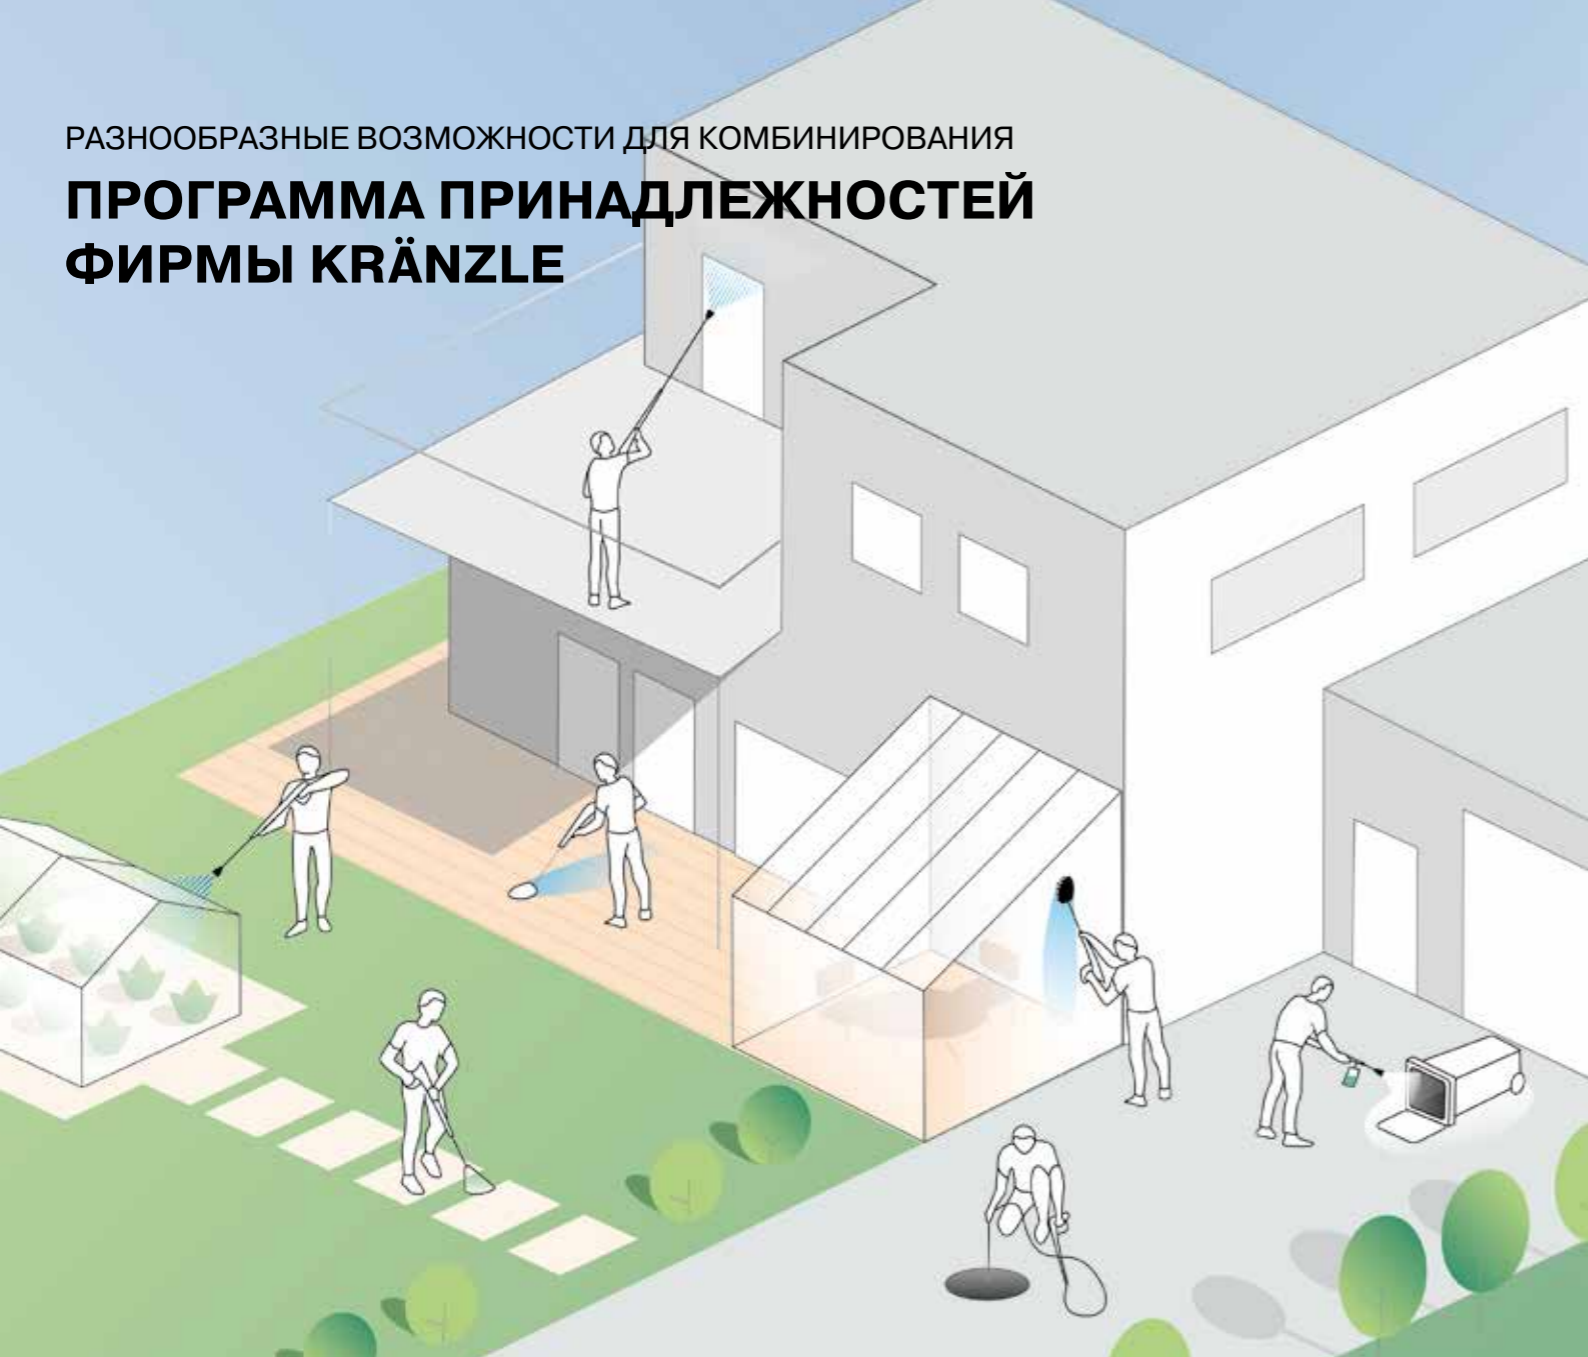 РАЗНООБРАЗНЫЕ ВОЗМОЖНОСТИ ДЛЯ КОМБИНИРОВАНИЯ
ПРОГРАММА ПРИНАДЛЕЖНОСТЕЙ
ФИРМЫ KRÄNZLE